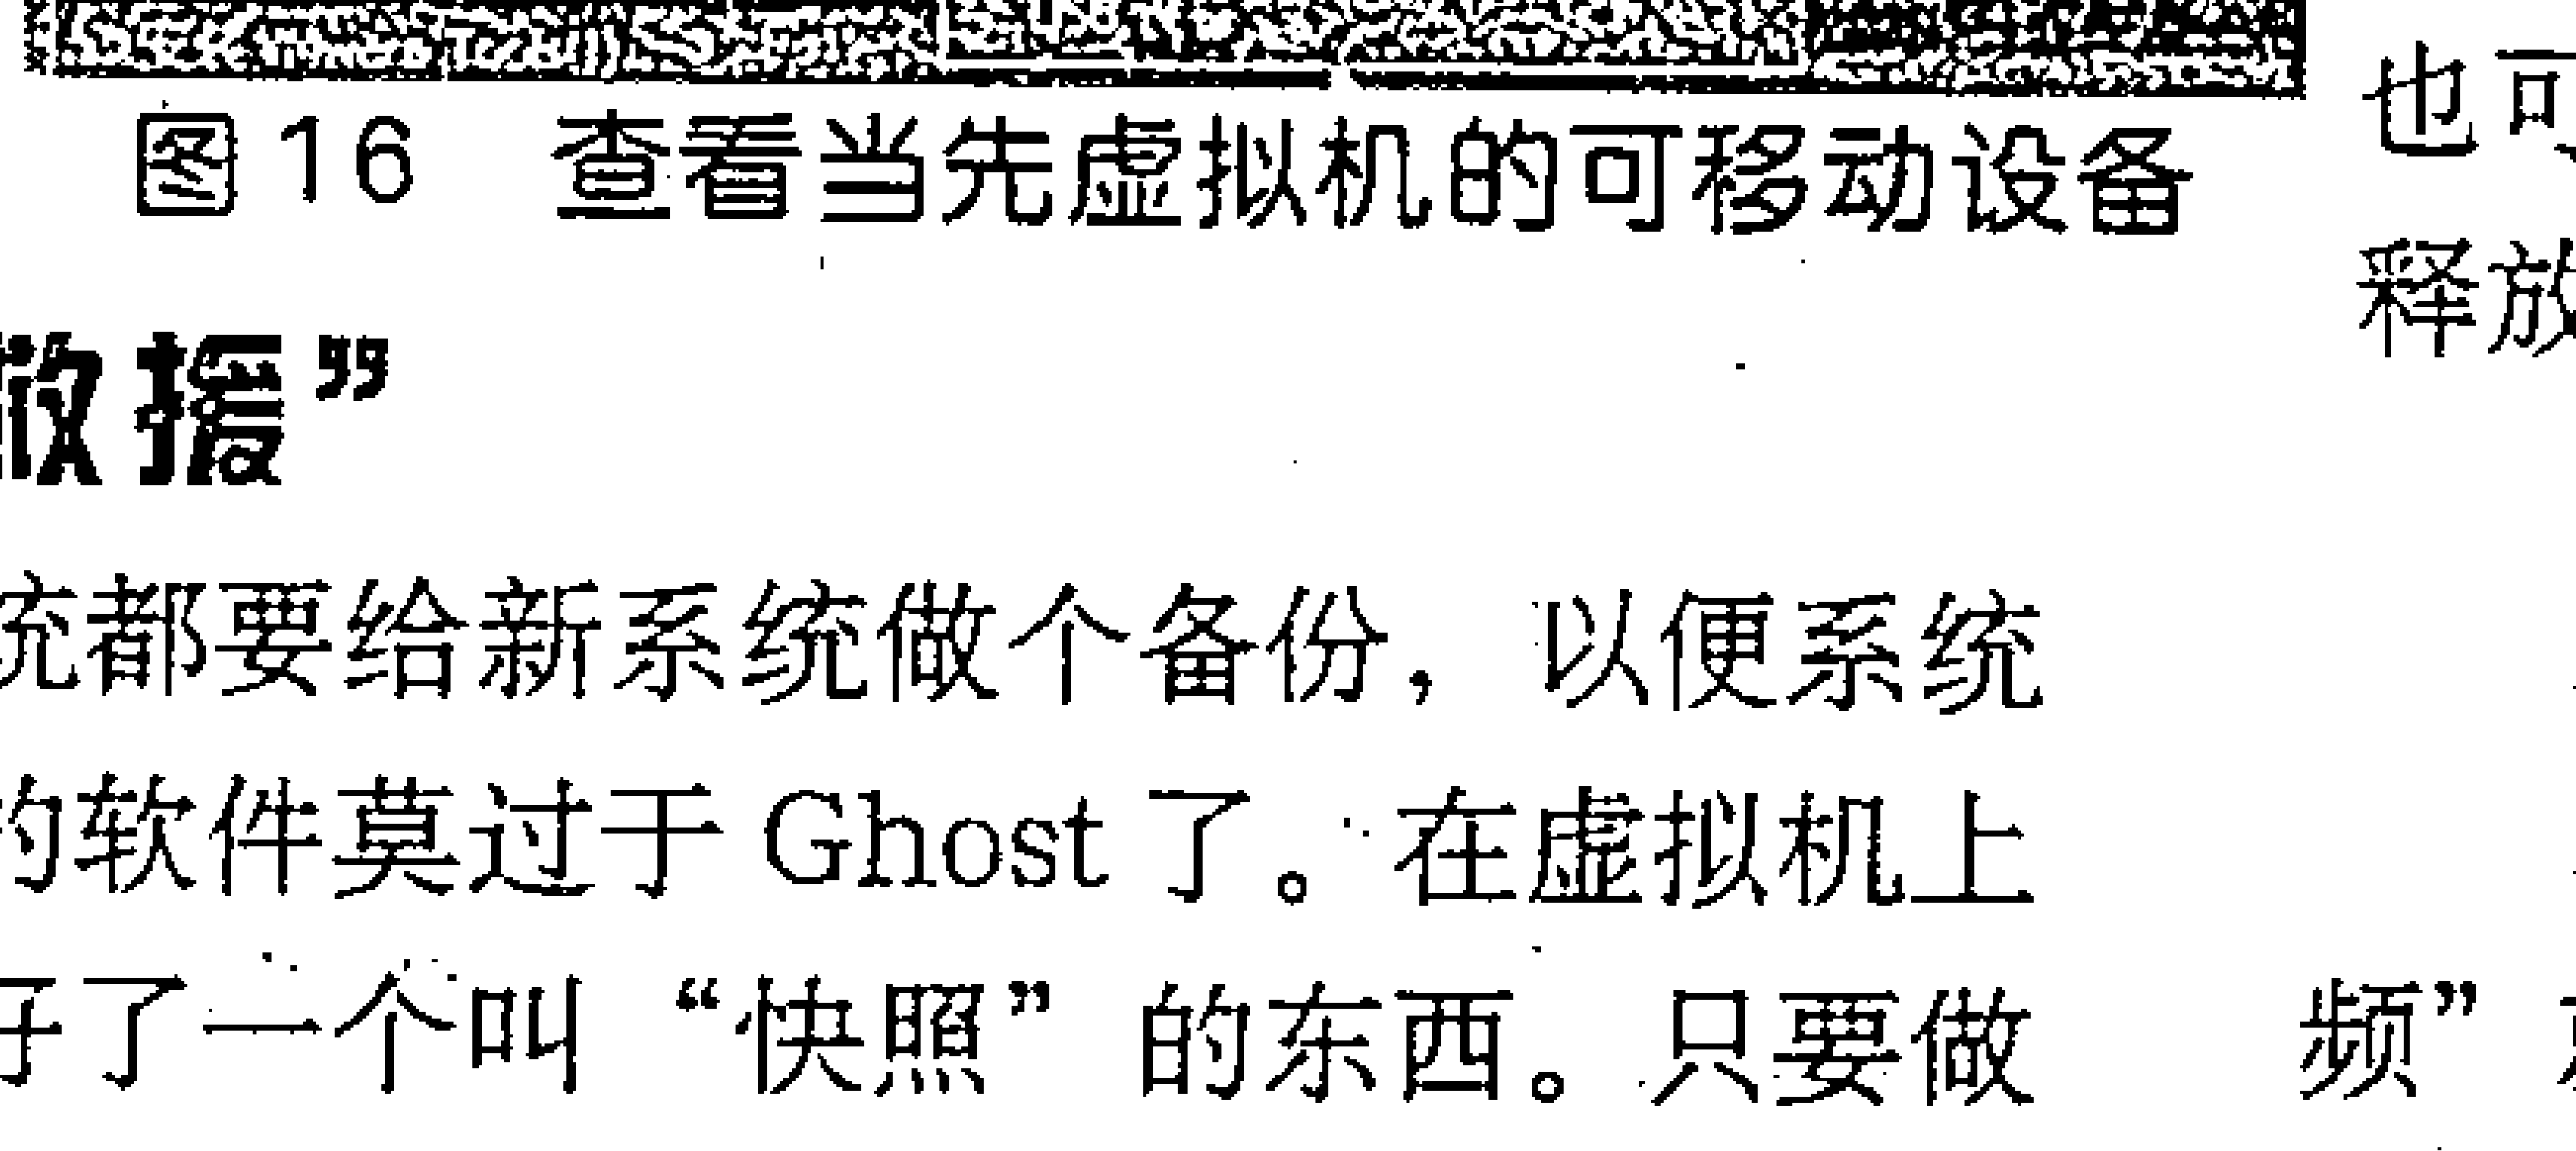 图16 查看当先虚拟机的可移动设备
救援”
统都要给新系统做个备份，以便系统
的软件莫过于 Ghost 了。在虚拟机上
好了一个叫“快照”的东西。只要做
也可
释放
频”